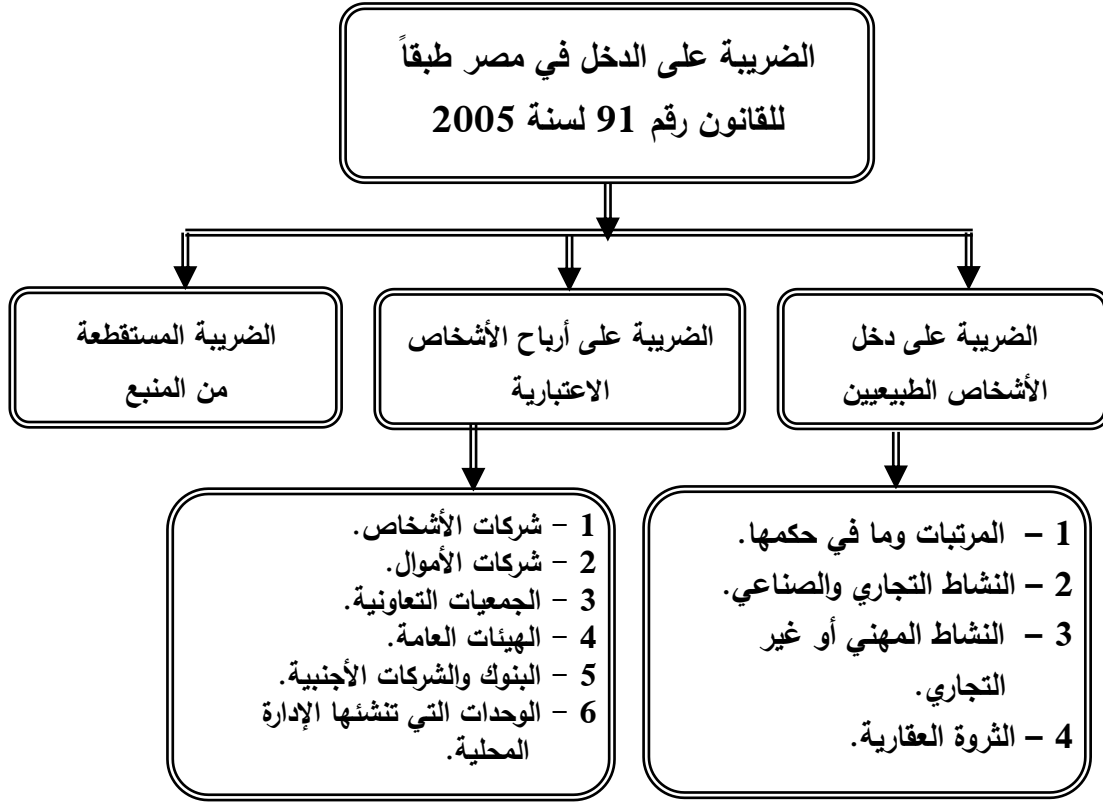 الضريبة على الدخل في مصر طبقاً
للقانون رقم 91 لسنة 2005
الضريبة على دخل
الأشخاص الطبيعيين
الضريبة على أرباح الأشخاص
الاعتبارية
الضريبة المستقطعة
من المنبع
1 – المرتبات وما في حكمها.
2 – النشاط التجاري والصناعي.
3 – النشاط المهني أو غير
التجاري.
4 – الثروة العقارية.
1 – شركات الأشخاص.
2 – شركات الأموال.
3 – الجمعيات التعاونية.
4 – الهيئات العامة.
5 – البنوك والشركات الأجنبية.
6 – الوحدات التي تنشئها الإدارة
المحلية.